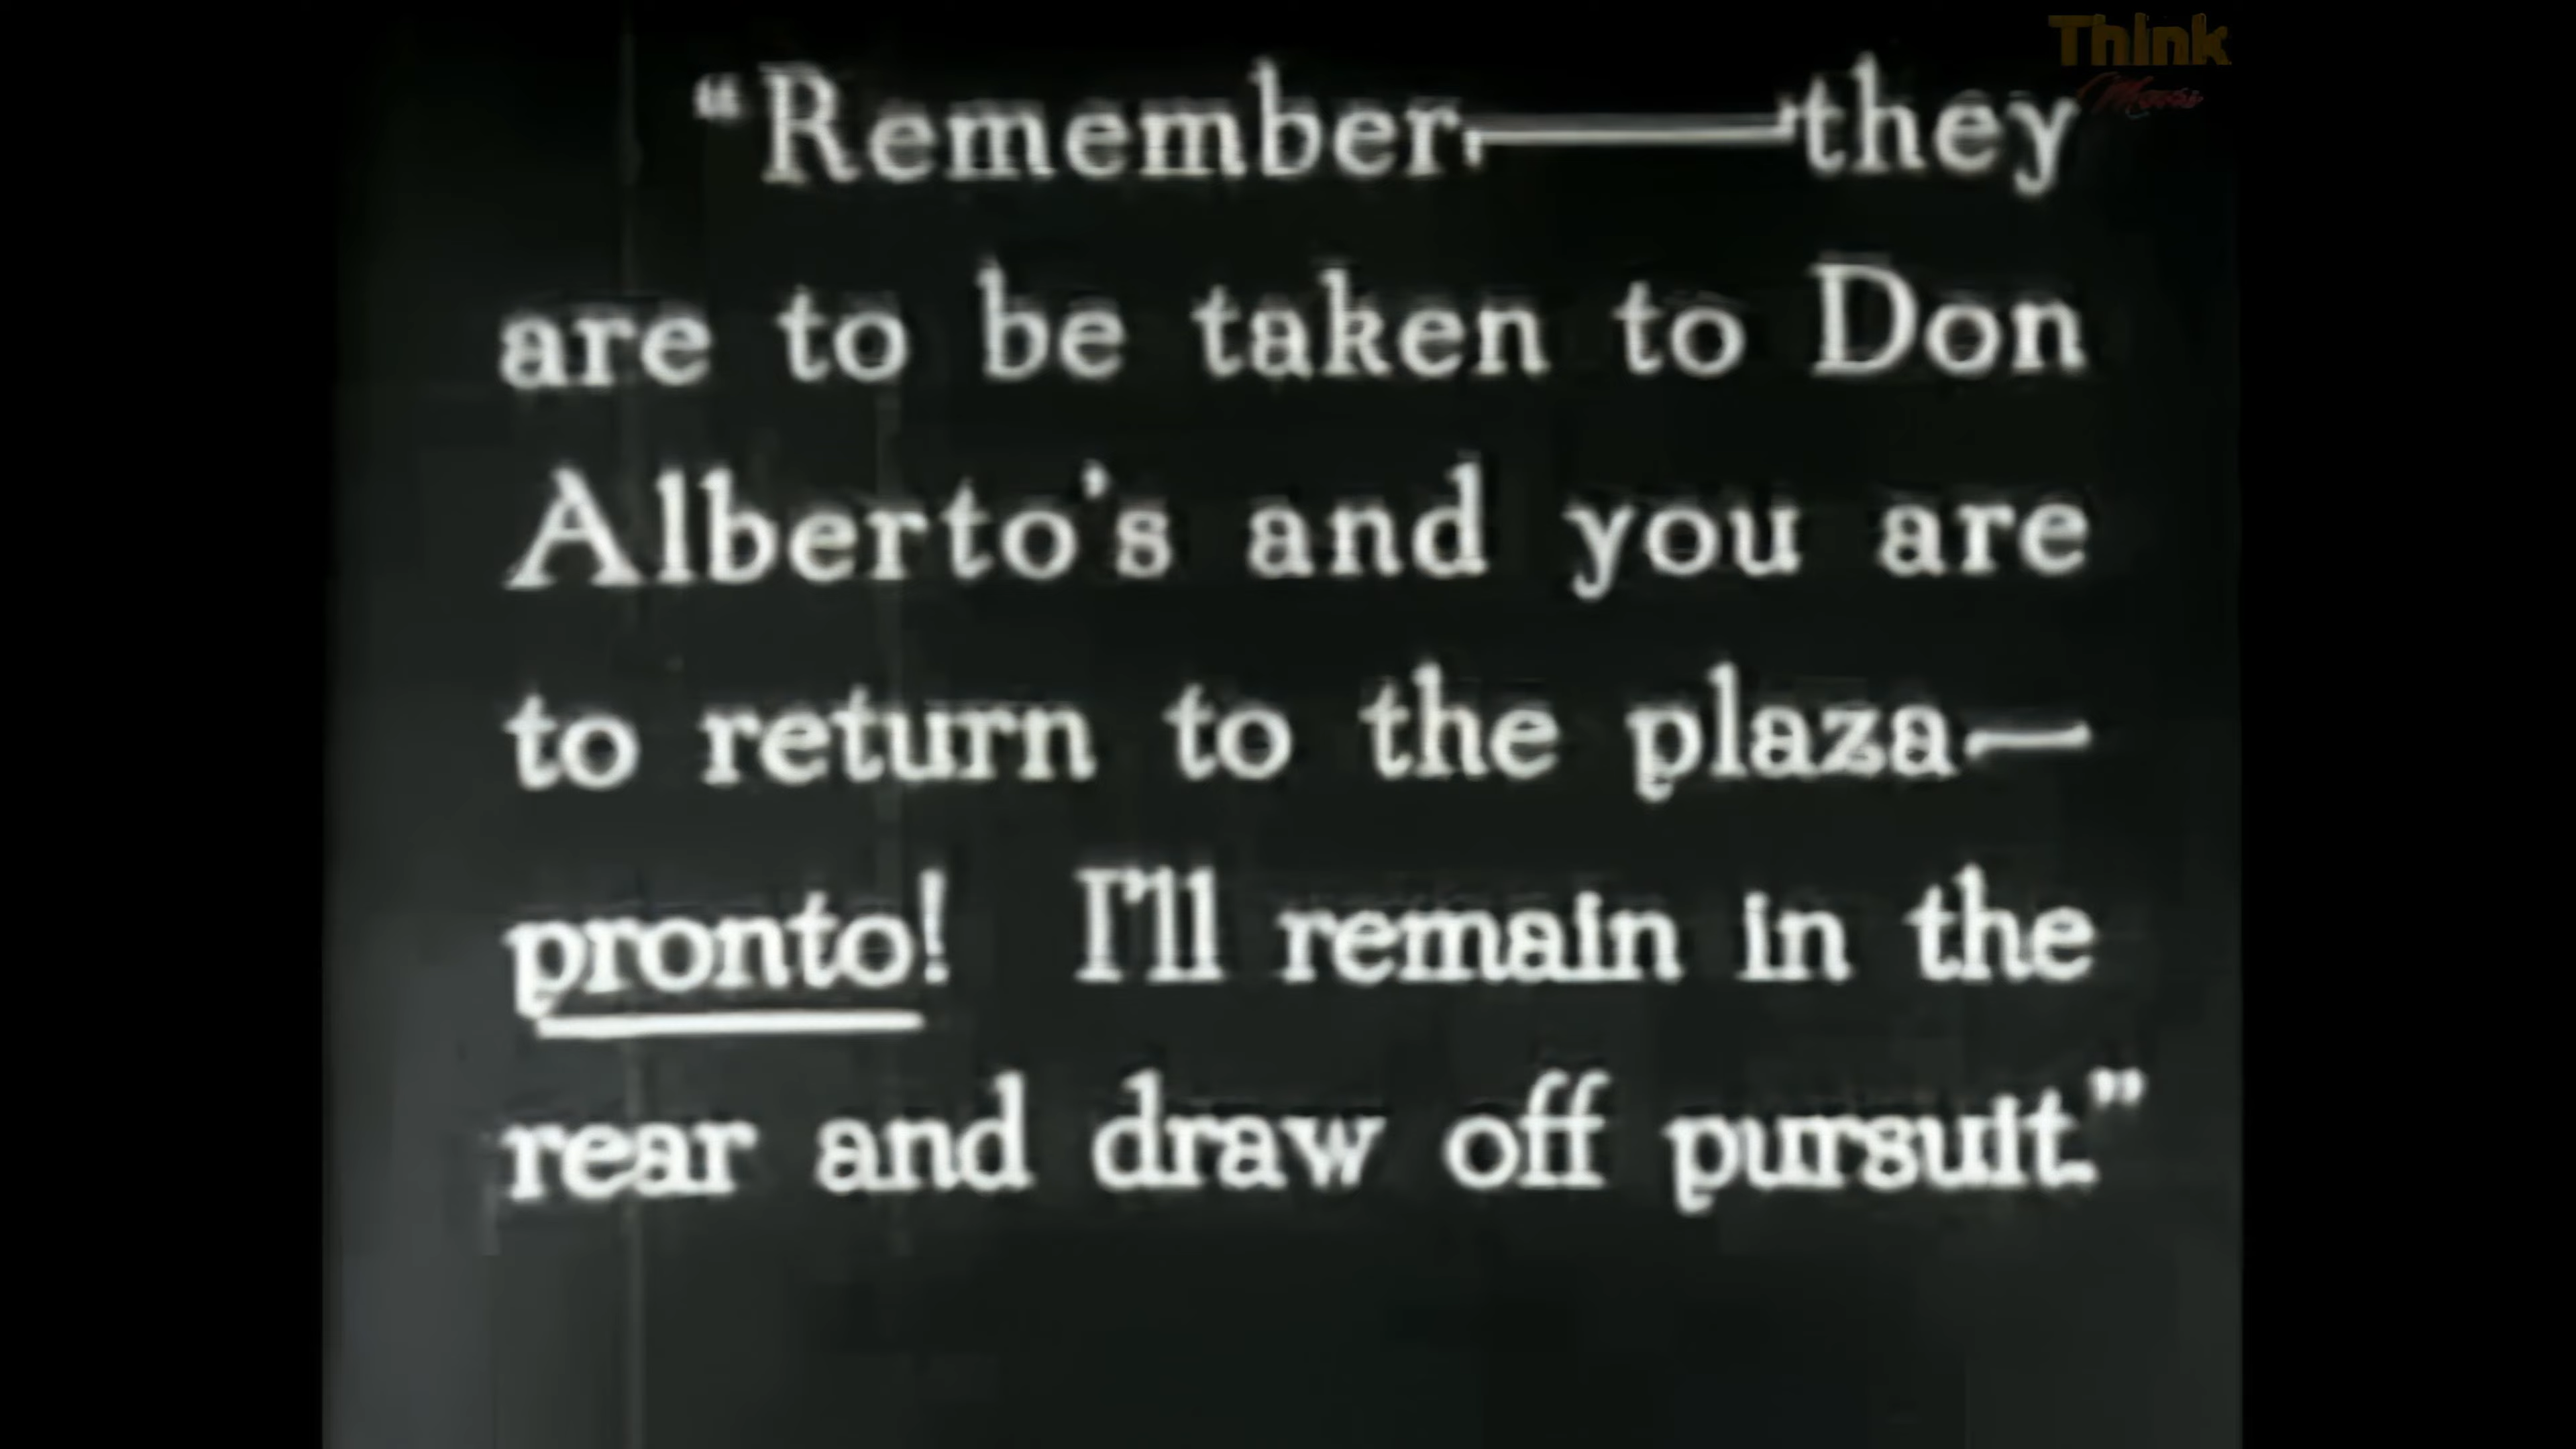 Think
"Remember,——they
are to be taken to Don
Alberto's and you are
to return to the plaza—
pronto! I'll remain in the
rear and draw off pursuit."